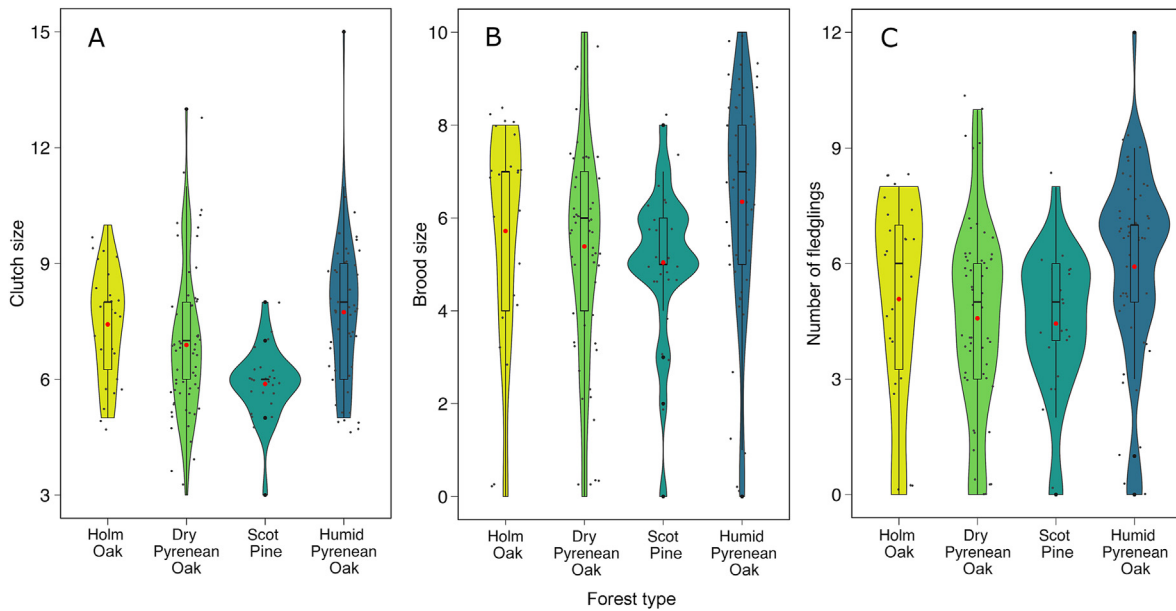 A
Clutch size
15
12
9
6
3
Holm
Oak
Dry
Pyrenean
Oak
Scot
Pine
Humid
Pyrenean
Oak
B
Brood size
10
8
6
4
2
0
Holm
Oak
Dry
Pyrenean
Oak
Scot
Pine
Humid
Pyrenean
Oak
C
Number of fledglings
12
9
6
3
0
Holm
Oak
Dry
Pyrenean
Oak
Scot
Pine
Humid
Pyrenean
Oak
Forest type